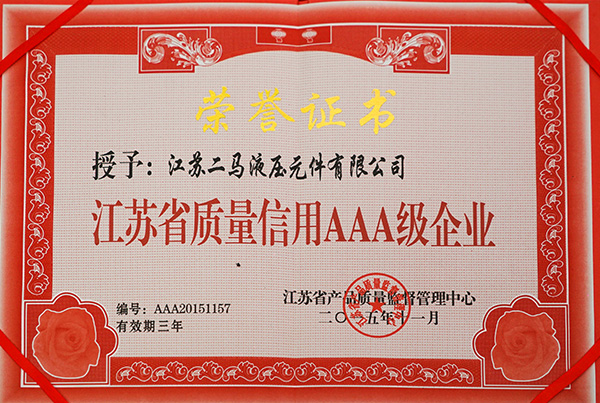 荣誉证书
授予：江苏二马液压元件有限公司
江苏省质量信用AAA级企业
编号：AAA20151157
有效期三年
江苏省产品质量监督管理中心
二〇一五年十一月